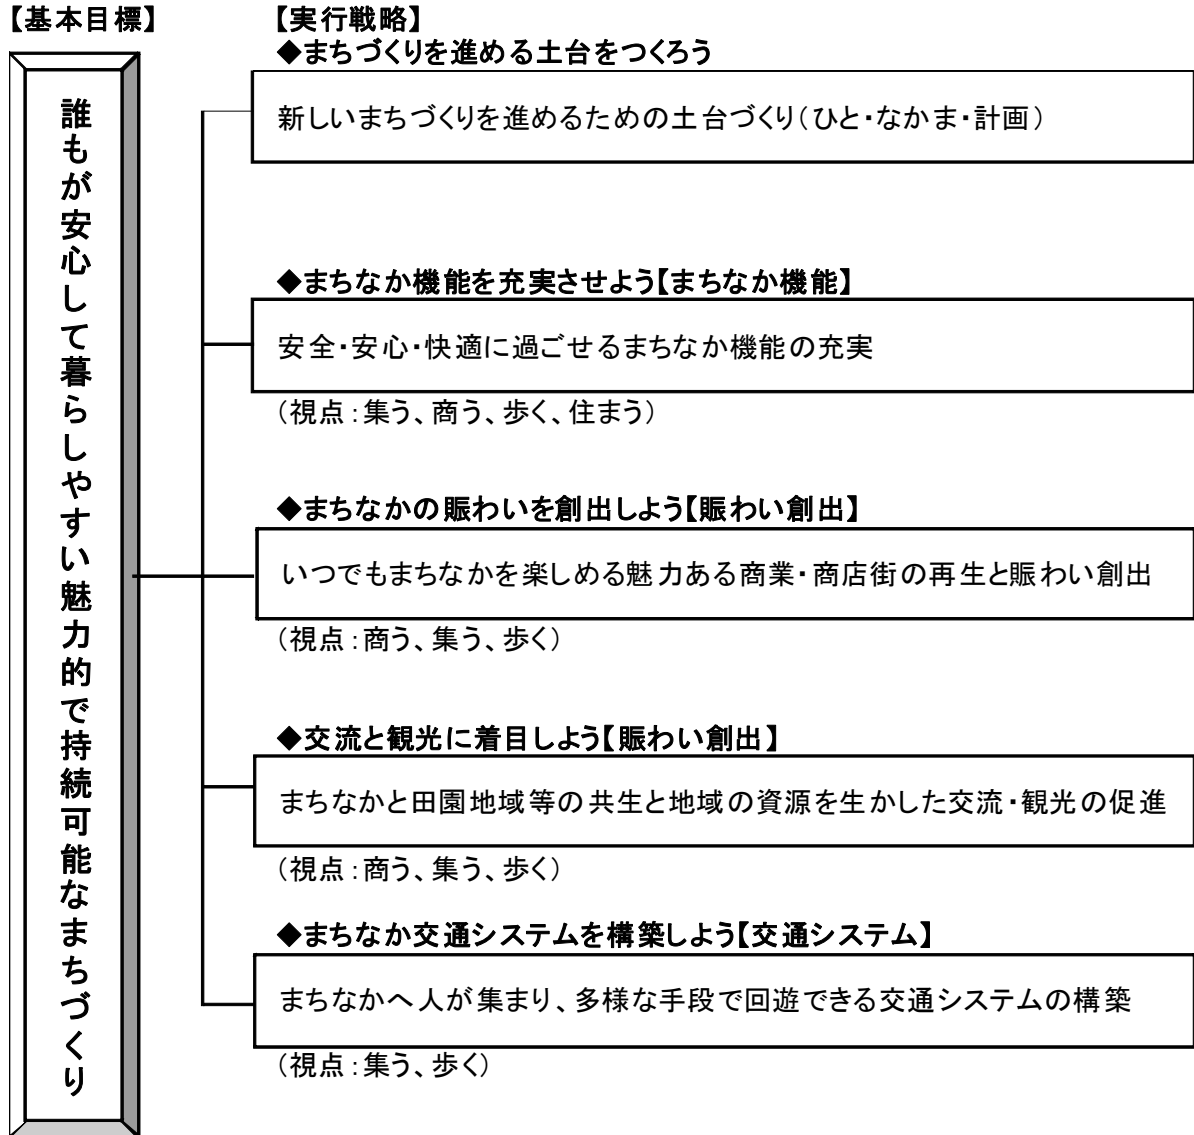 【基本目標】
誰もが安心して暮らしやすい魅力的で持続可能なまちづくり
【実行戦略】
◆まちづくりを進める土台をつくろう
新しいまちづくりを進めるための土台づくり（ひと・なかま・計画）
◆まちなか機能を充実させよう【まちなか機能】
安全・安心・快適に過ごせるまちなか機能の充実
（視点：集う、商う、歩く、住まう）
◆まちなかの賑わいを創出しよう【賑わい創出】
いつでもまちなかを楽しめる魅力ある商業・商店街の再生と賑わい創出
（視点：商う、集う、歩く）
◆交流と観光に着目しよう【賑わい創出】
まちなかと田園地域等の共生と地域の資源を生かした交流・観光の促進
（視点：商う、集う、歩く）
◆まちなか交通システムを構築しよう【交通システム】
まちなかへ人が集まり、多様な手段で回遊できる交通システムの構築
（視点：集う、歩く）